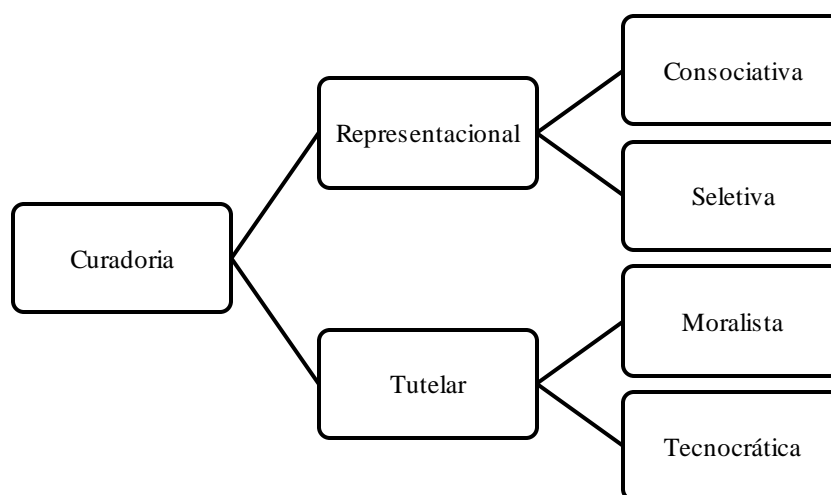 Consociativa
Representacional
Seletiva
Curadoria
Moralista
Tutelar
Tecnocrática